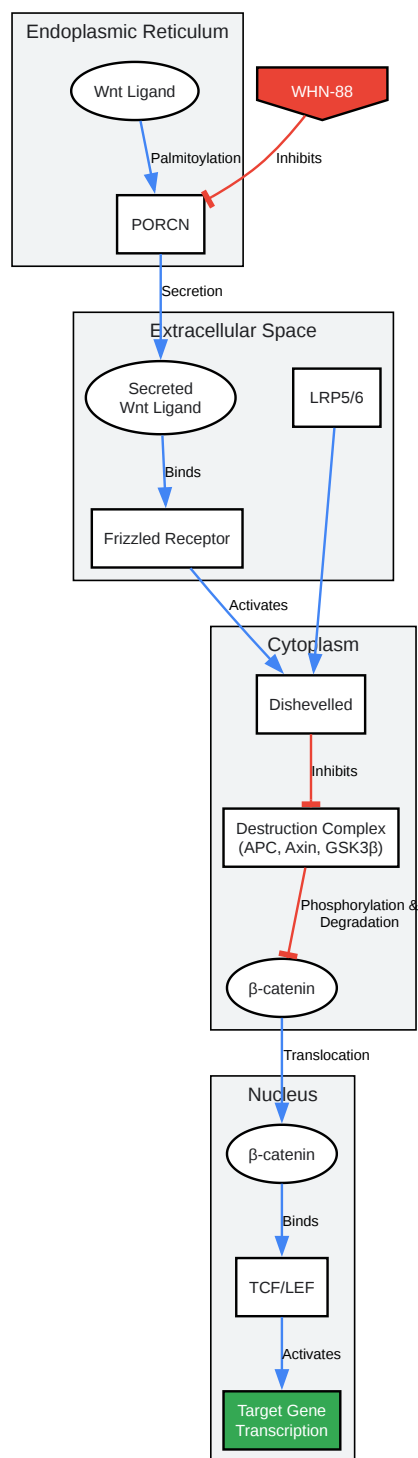 Endoplasmic Reticulum
Wnt Ligand
WHN-88
Palmitoylation
Inhibits
PORCN
Secretion
Extracellular Space
Secreted
Wnt Ligand
LRP5/6
Binds
Frizzled Receptor
Activates
Cytoplasm
Dishevelled
Inhibits
Destruction Complex
(APC, Axin, GSK3β)
Phosphorylation &
Degradation
β-catenin
Translocation
Nucleus
β-catenin
Binds
TCF/LEF
Activates
Target Gene
Transcription